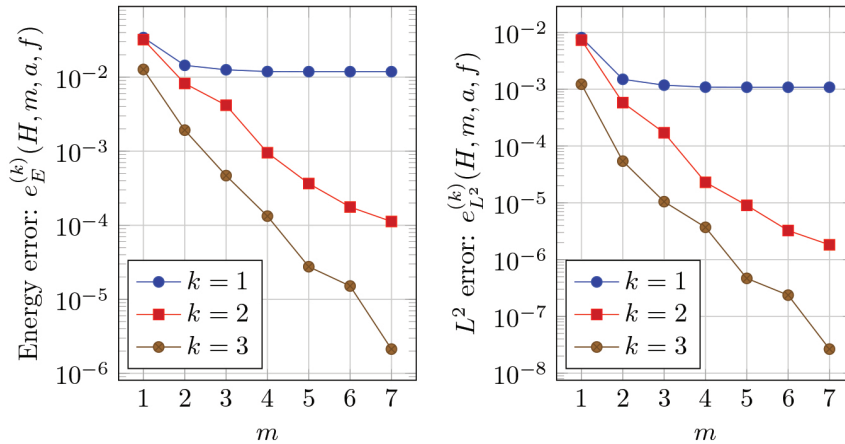 Energy error: $e_E^{(k)}(H, m, a, f)$
10^{-2}
10^{-3}
10^{-4}
10^{-5}
10^{-6}
k = 1
k = 2
k = 3
1 2 3 4 5 6 7
m
$L^2$ error: $e_{L^2}^{(k)}(H, m, a, f)$
10^{-2}
10^{-3}
10^{-4}
10^{-5}
10^{-6}
10^{-7}
10^{-8}
k = 1
k = 2
k = 3
1 2 3 4 5 6 7
m